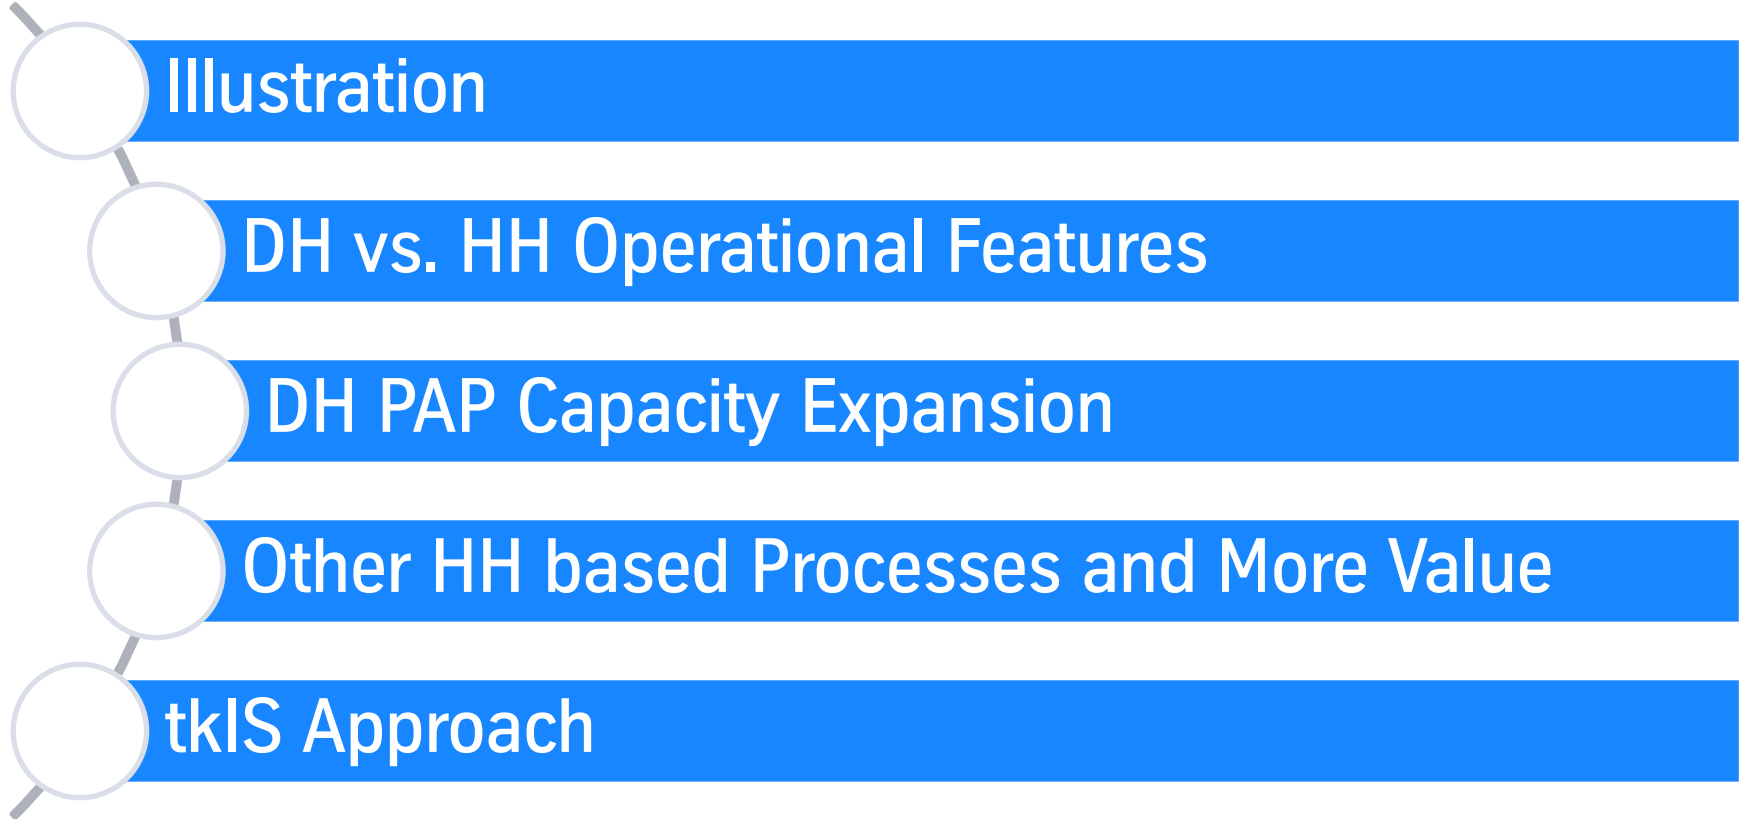 Illustration
DH vs. HH Operational Features
DH PAP Capacity Expansion
Other HH based Processes and More Value
tkIS Approach